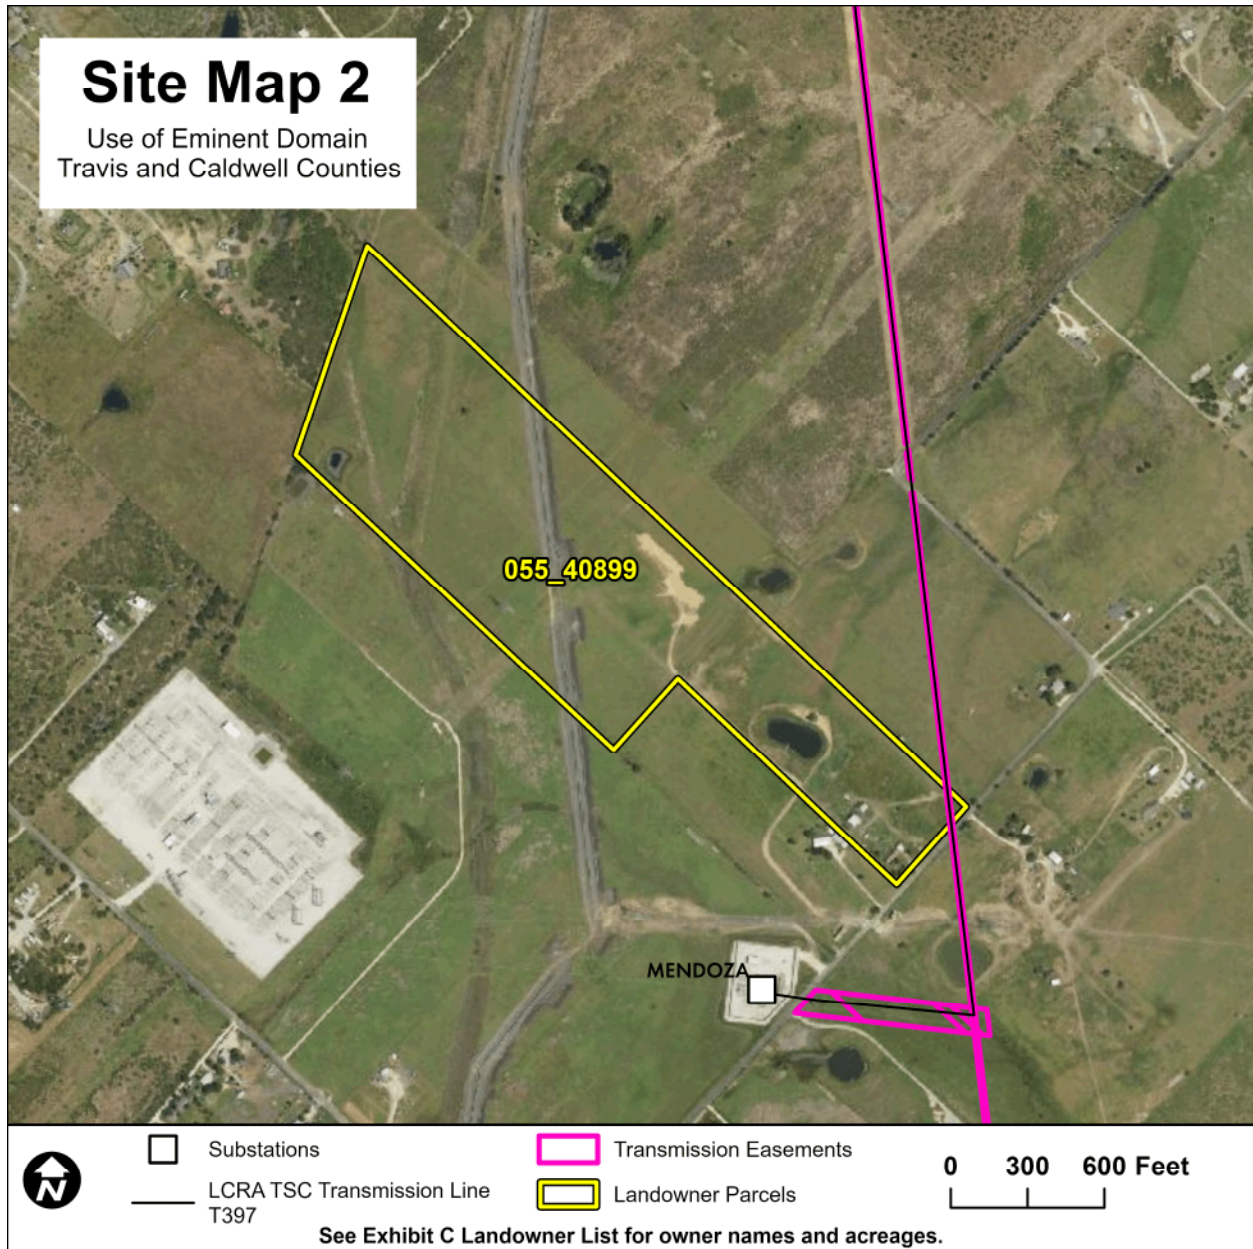 Site Map 2
Use of Eminent Domain
Travis and Caldwell Counties
055_40899
MENDOZA
N
Substations
LCRA TSC Transmission Line
T397
Transmission Easements
Landowner Parcels
0 300 600 Feet
See Exhibit C Landowner List for owner names and acreages.